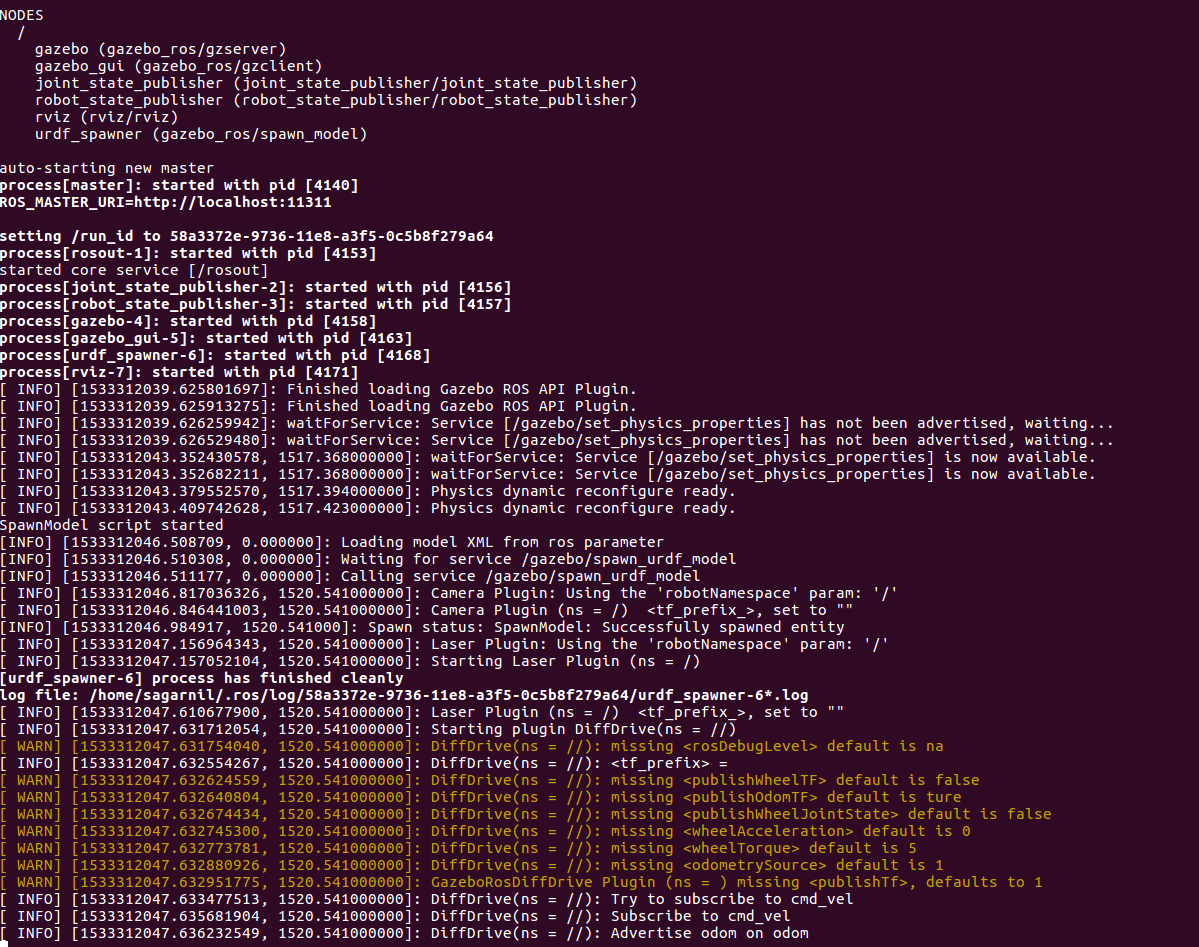 NODES
  /
    gazebo (gazebo_ros/gzserver)
    gazebo_gui (gazebo_ros/gzclient)
    joint_state_publisher (joint_state_publisher/joint_state_publisher)
    robot_state_publisher (robot_state_publisher/robot_state_publisher)
    rviz (rviz/rviz)
    urdf_spawner (gazebo_ros/spawn_model)

auto-starting new master
process[master]: started with pid [4140]
ROS_MASTER_URI=http://localhost:11311

setting /run_id to 58a3372e-9736-11e8-a3f5-0c5b8f279a64
process[rosout-1]: started with pid [4153]
started core service [/rosout]
process[joint_state_publisher-2]: started with pid [4156]
process[robot_state_publisher-3]: started with pid [4157]
process[gazebo-4]: started with pid [4158]
process[gazebo_gui-5]: started with pid [4163]
process[urdf_spawner-6]: started with pid [4168]
process[rviz-7]: started with pid [4171]
[ INFO] [1533312039.625801697]: Finished loading Gazebo ROS API Plugin.
[ INFO] [1533312039.625913275]: Finished loading Gazebo ROS API Plugin.
[ INFO] [1533312039.626259942]: waitForService: Service [/gazebo/set_physics_properties] has not been advertised, waiting...
[ INFO] [1533312039.626529480]: waitForService: Service [/gazebo/set_physics_properties] has not been advertised, waiting...
[ INFO] [1533312043.352430578, 1517.368000000]: waitForService: Service [/gazebo/set_physics_properties] is now available.
[ INFO] [1533312043.352682211, 1517.368000000]: waitForService: Service [/gazebo/set_physics_properties] is now available.
[ INFO] [1533312043.379552570, 1517.394000000]: Physics dynamic reconfigure ready.
[ INFO] [1533312043.409742628, 1517.423000000]: Physics dynamic reconfigure ready.
SpawnModel script started
[INFO] [1533312046.508709, 0.000000]: Loading model XML from ros parameter
[INFO] [1533312046.510308, 0.000000]: Waiting for service /gazebo/spawn_urdf_model
[INFO] [1533312046.511177, 0.000000]: Calling service /gazebo/spawn_urdf_model
[ INFO] [1533312046.817036326, 1520.541000000]: Camera Plugin: Using the 'robotNamespace' param: '/'
[ INFO] [1533312046.846441003, 1520.541000000]: Camera Plugin (ns = /)  <tf_prefix_>, set to ""
[INFO] [1533312046.984917, 1520.541000]: Spawn status: SpawnModel: Successfully spawned entity
[ INFO] [1533312047.156964343, 1520.541000000]: Laser Plugin: Using the 'robotNamespace' param: '/'
[ INFO] [1533312047.157052104, 1520.541000000]: Starting Laser Plugin (ns = /)
[urdf_spawner-6] process has finished cleanly
log file: /home/sagarnil/.ros/log/58a3372e-9736-11e8-a3f5-0c5b8f279a64/urdf_spawner-6*.log
[ INFO] [1533312047.610677900, 1520.541000000]: Laser Plugin (ns = /)  <tf_prefix_>, set to ""
[ INFO] [1533312047.631712054, 1520.541000000]: Starting plugin DiffDrive(ns = //)
[ WARN] [1533312047.631754040, 1520.541000000]: DiffDrive(ns = //): missing <rosDebugLevel> default is na
[ INFO] [1533312047.632554267, 1520.541000000]: DiffDrive(ns = //): <tf_prefix> =
[ WARN] [1533312047.632624559, 1520.541000000]: DiffDrive(ns = //): missing <publishWheelTF> default is false
[ WARN] [1533312047.632640804, 1520.541000000]: DiffDrive(ns = //): missing <publishOdomTF> default is ture
[ WARN] [1533312047.632674434, 1520.541000000]: DiffDrive(ns = //): missing <publishWheelJointState> default is false
[ WARN] [1533312047.632745300, 1520.541000000]: DiffDrive(ns = //): missing <wheelAcceleration> default is 0
[ WARN] [1533312047.632773781, 1520.541000000]: DiffDrive(ns = //): missing <wheelTorque> default is 5
[ WARN] [1533312047.632880926, 1520.541000000]: DiffDrive(ns = //): missing <odometrySource> default is 1
[ WARN] [1533312047.632951775, 1520.541000000]: GazeboRosDiffDrive Plugin (ns = ) missing <publishTf>, defaults to 1
[ INFO] [1533312047.633477513, 1520.541000000]: DiffDrive(ns = //): Try to subscribe to cmd_vel
[ INFO] [1533312047.635681904, 1520.541000000]: DiffDrive(ns = //): Subscribe to cmd_vel
[ INFO] [1533312047.636232549, 1520.541000000]: DiffDrive(ns = //): Advertise odom on odom